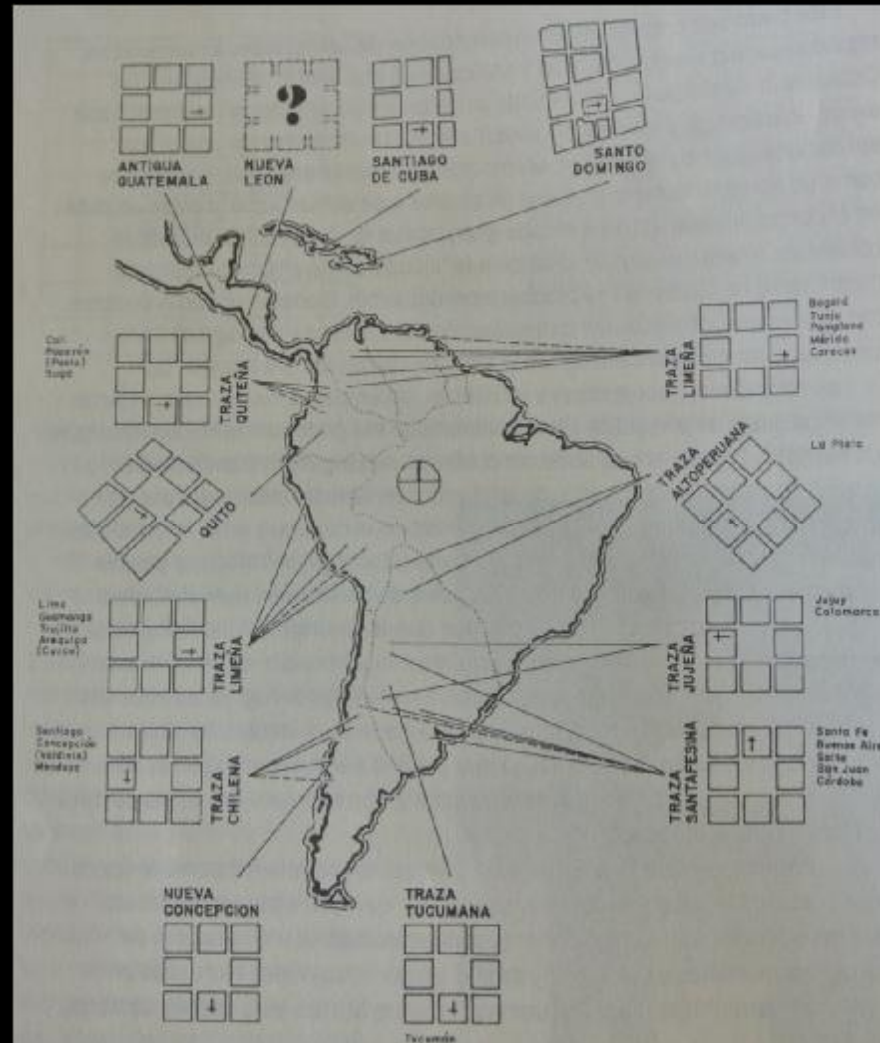 ANTIGUA
GUATEMALA
NUEVA
LEON
?
SANTIAGO
DE CUBA
SANTO
DOMINGO
Cali
Popayán
(Pasto)
Buga
TRAZA
QUITEÑA
TRAZA
LIMEÑA
Bogotá
Tunja
Pamplona
Mérida
Caracas
QUITO
TRAZA
ALTOPERUANA
La Plata
Lima
Guamanga
Trujillo
Arequipa
(Cuzco)
TRAZA
LIMEÑA
TRAZA
JUJEÑA
Jujuy
Catamarca
Santiago
Concepción
(Valdivia)
Mendoza
TRAZA
CHILENA
TRAZA
SANTAFESINA
Santa Fe
Buenos Aire
Salta
San Juan
Córdoba
NUEVA
CONCEPCION
TRAZA
TUCUMANA
Tucumán